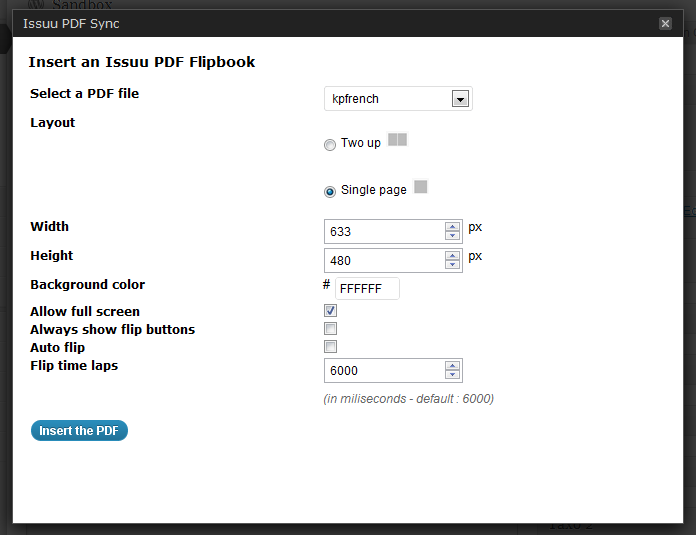 Sandbox
Issuu PDF Sync
Insert an Issuu PDF Flipbook
Select a PDF file kpfrench
Layout
Two up
Single page
Width 633 px
Height 480 px
Background color # FFFFFF
Allow full screen
Always show flip buttons
Auto flip
Flip time laps 6000
(in miliseconds - default : 6000)
Insert the PDF